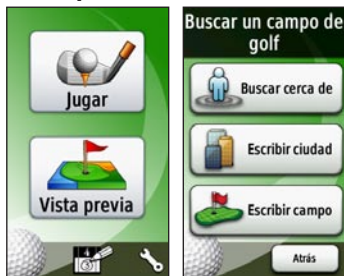 Jugar
Vista previa
Buscar un campo de
golf
Buscar cerca de
Escribir ciudad
Escribir campo
Atrás